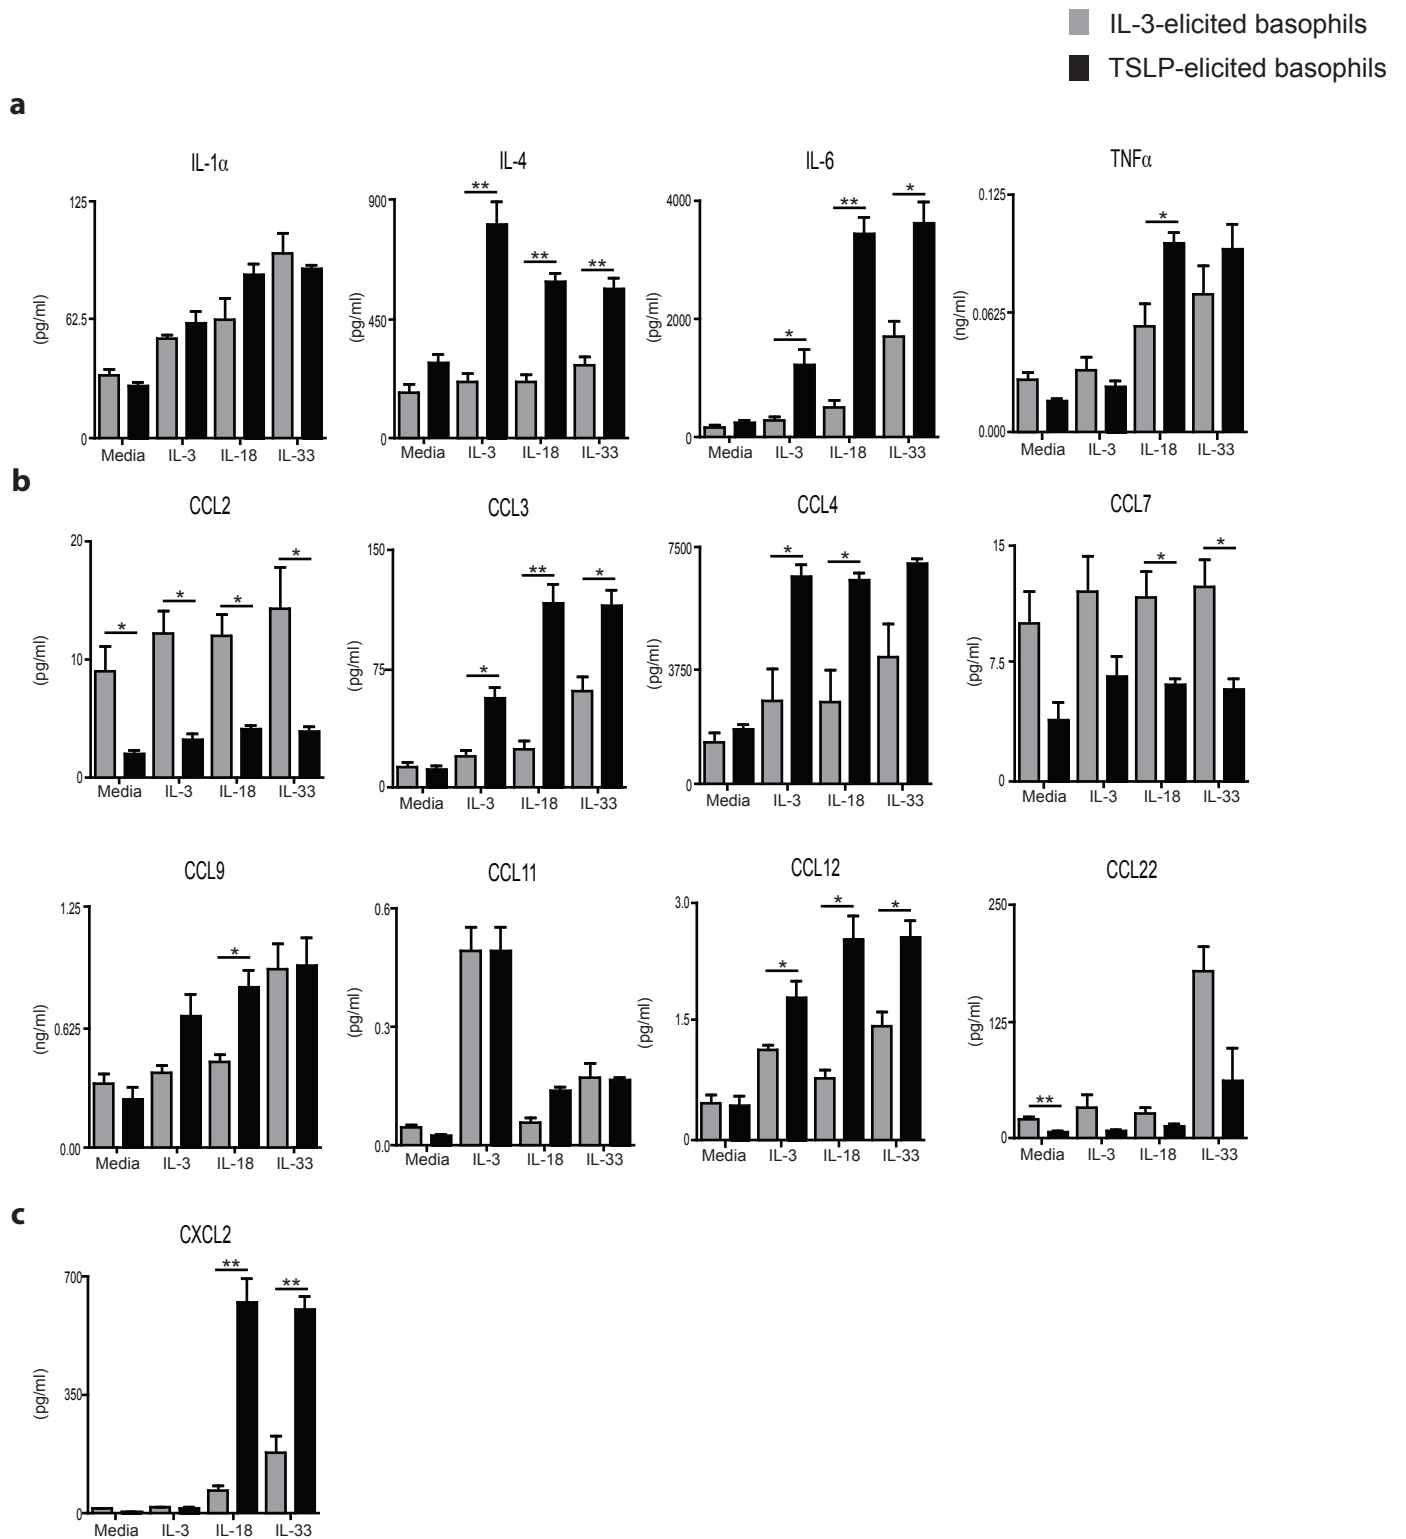 IL-3-elicited basophils
TSLP-elicited basophils
a
IL-1α
125
62.5
0
(pg/ml)
Media IL-3 IL-18 IL-33
IL-4
900
450
0
(pg/ml)
** ** **
Media IL-3 IL-18 IL-33
IL-6
4000
2000
0
(pg/ml)
* ** *
Media IL-3 IL-18 IL-33
TNFα
0.125
0.0625
0.000
(ng/ml)
*
Media IL-3 IL-18 IL-33
b
CCL2
20
10
0
(pg/ml)
* * * *
Media IL-3 IL-18 IL-33
CCL3
150
75
0
(pg/ml)
* ** *
Media IL-3 IL-18 IL-33
CCL4
7500
3750
0
(pg/ml)
* *
Media IL-3 IL-18 IL-33
CCL7
15
7.5
0
(pg/ml)
* *
Media IL-3 IL-18 IL-33
CCL9
1.25
0.625
0.00
(ng/ml)
*
Media IL-3 IL-18 IL-33
CCL11
0.6
0.3
0.0
(pg/ml)
Media IL-3 IL-18 IL-33
CCL12
3.0
1.5
0
(pg/ml)
* * *
Media IL-3 IL-18 IL-33
CCL22
250
125
0
(pg/ml)
**
Media IL-3 IL-18 IL-33
c
CXCL2
700
350
0
(pg/ml)
** **
Media IL-3 IL-18 IL-33